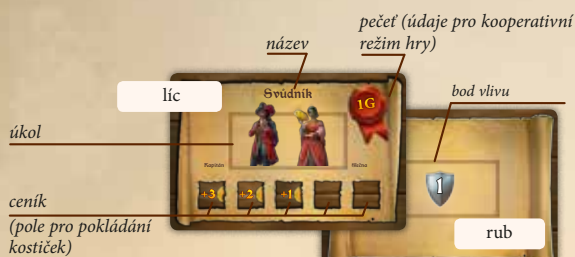 pečeť (údaje pro kooperativní
režim hry)
název
líc
Svůdník
1G
bod vlivu
úkol
Kapitán
Slečna
1
ceník
(pole pro pokládání
kostiček)
+3
+2
+1
rub